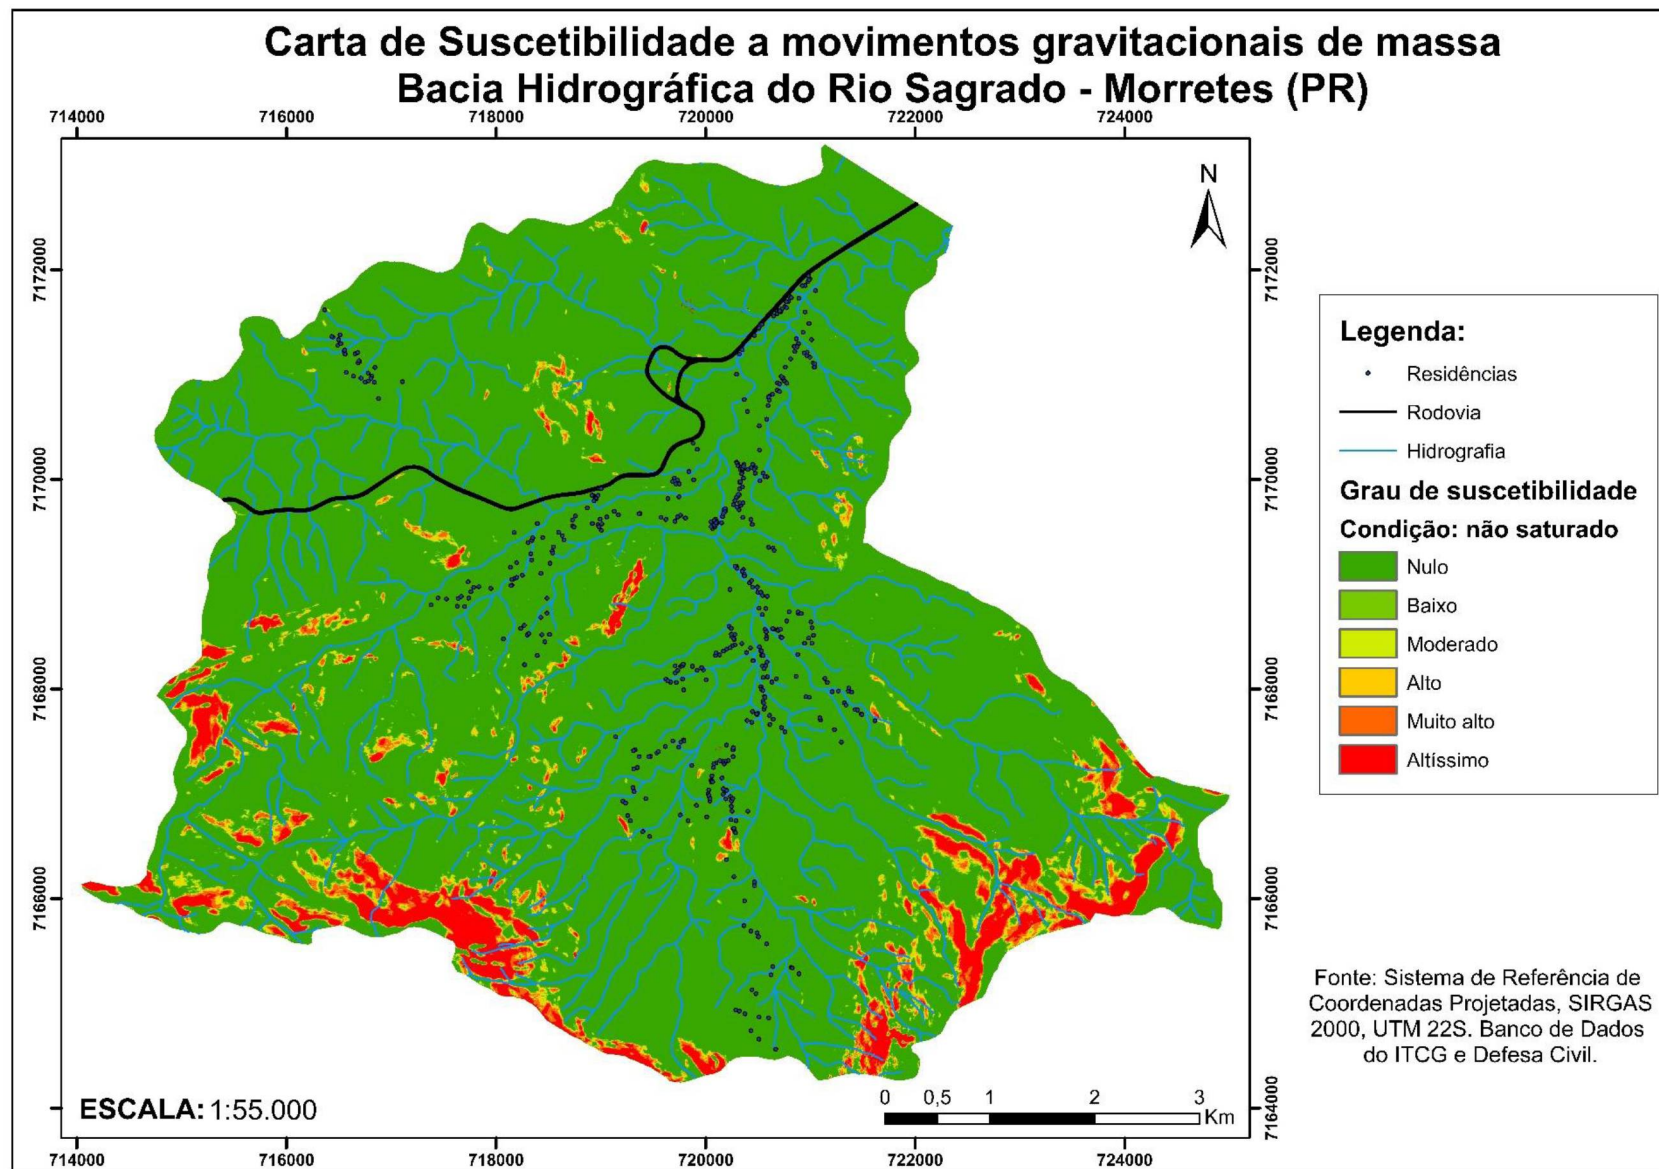 Carta de Suscetibilidade a movimentos gravitacionais de massa
Bacia Hidrográfica do Rio Sagrado - Morretes (PR)
714000 716000 718000 720000 722000 724000
N
7172000 7172000
7170000 7170000
7168000 7168000
7166000 7166000
7164000
Legenda:
Residências
Rodovia
Hidrografia
Grau de suscetibilidade
Condição: não saturado
Nulo
Baixo
Moderado
Alto
Muito alto
Altíssimo
Fonte: Sistema de Referência de
Coordenadas Projetadas, SIRGAS
2000, UTM 22S. Banco de Dados
do ITCG e Defesa Civil.
ESCALA: 1:55.000
0 0,5 1 2 3
Km
714000 716000 718000 720000 722000 724000